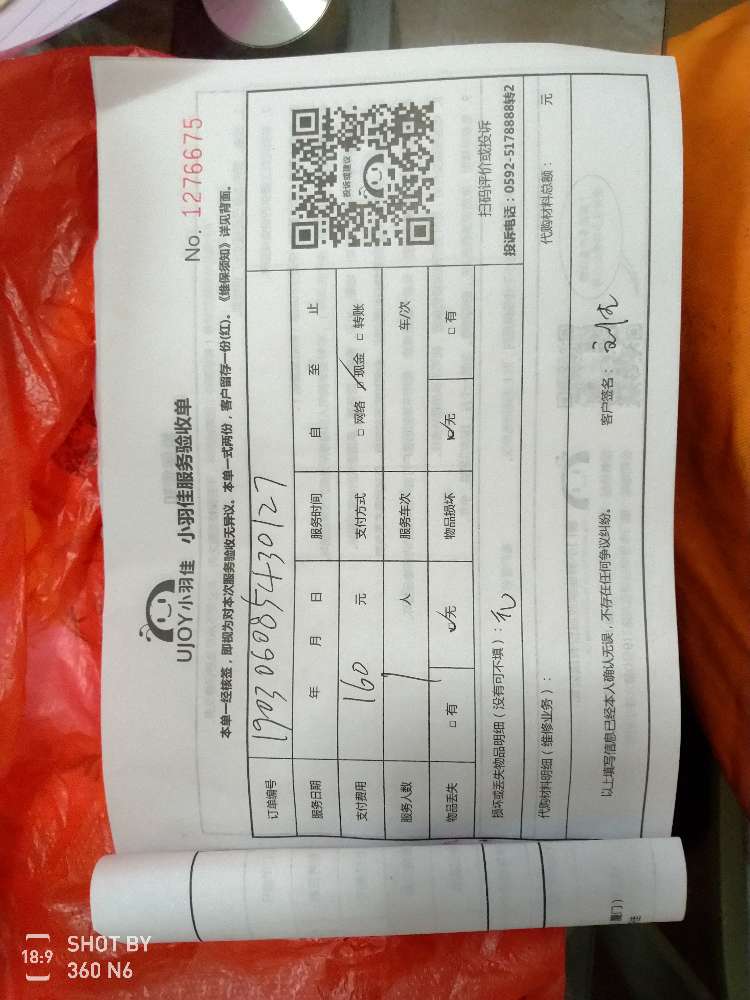 UJOY小羽佳 小羽佳服务验收单
No. 1276675
本单一经核签，即视为对本次服务验收无异议。本单一式两份，客户留存一份(红)。《维保须知》详见背面。
订单编号 190306085430127
服务日期 年 月 日 服务时间 自 至 止
支付费用 160 元 支付方式 □ 网络 ☑ 现金 □ 转账
服务人数 1 人 服务车次 车/次
物品丢失 □ 有 ☑ 无 物品损坏 ☑ 无 □ 有
投诉或建议
扫码评价或投诉
投诉电话：0592-5178888转2
损坏或丢失物品明细（没有可不填）：无
代购材料明细（维修业务）： 代购材料总额： 元
以上填写信息已经本人确认无误，不存在任何争议纠纷。 客户签名：
18:9 SHOT BY
360 N6